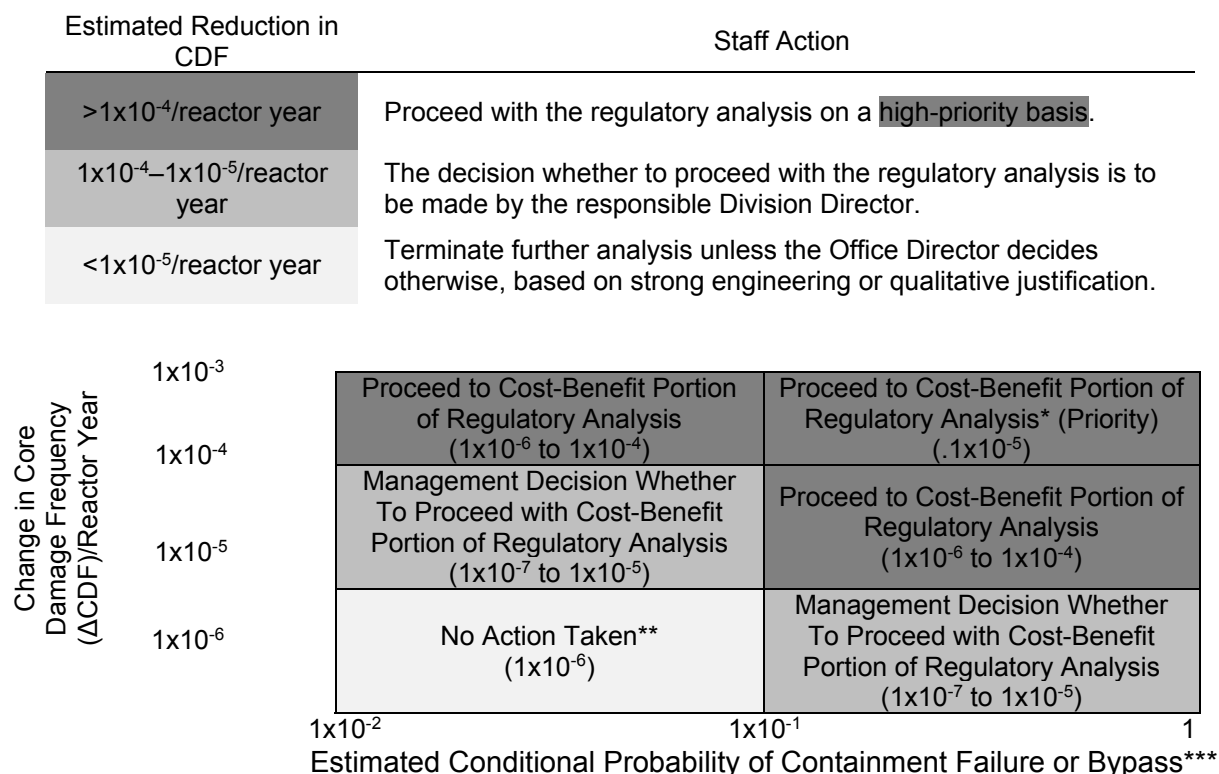 Estimated Reduction in
CDF
Staff Action
>1x10⁻⁴/reactor year
Proceed with the regulatory analysis on a high-priority basis.
1x10⁻⁴–1x10⁻⁵/reactor
year
The decision whether to proceed with the regulatory analysis is to
be made by the responsible Division Director.
<1x10⁻⁵/reactor year
Terminate further analysis unless the Office Director decides
otherwise, based on strong engineering or qualitative justification.
Change in Core
Damage Frequency
(ΔCDF)/Reactor Year
1x10⁻³
1x10⁻⁴
1x10⁻⁵
1x10⁻⁶
Proceed to Cost-Benefit Portion
of Regulatory Analysis
(1x10⁻⁶ to 1x10⁻⁴)
Proceed to Cost-Benefit Portion of
Regulatory Analysis* (Priority)
(.1x10⁻⁵)
Management Decision Whether
To Proceed with Cost-Benefit
Portion of Regulatory Analysis
(1x10⁻⁷ to 1x10⁻⁵)
Proceed to Cost-Benefit Portion of
Regulatory Analysis
(1x10⁻⁶ to 1x10⁻⁴)
No Action Taken**
(1x10⁻⁶)
Management Decision Whether
To Proceed with Cost-Benefit
Portion of Regulatory Analysis
(1x10⁻⁷ to 1x10⁻⁵)
1x10⁻²
1x10⁻¹
1
Estimated Conditional Probability of Containment Failure or Bypass***